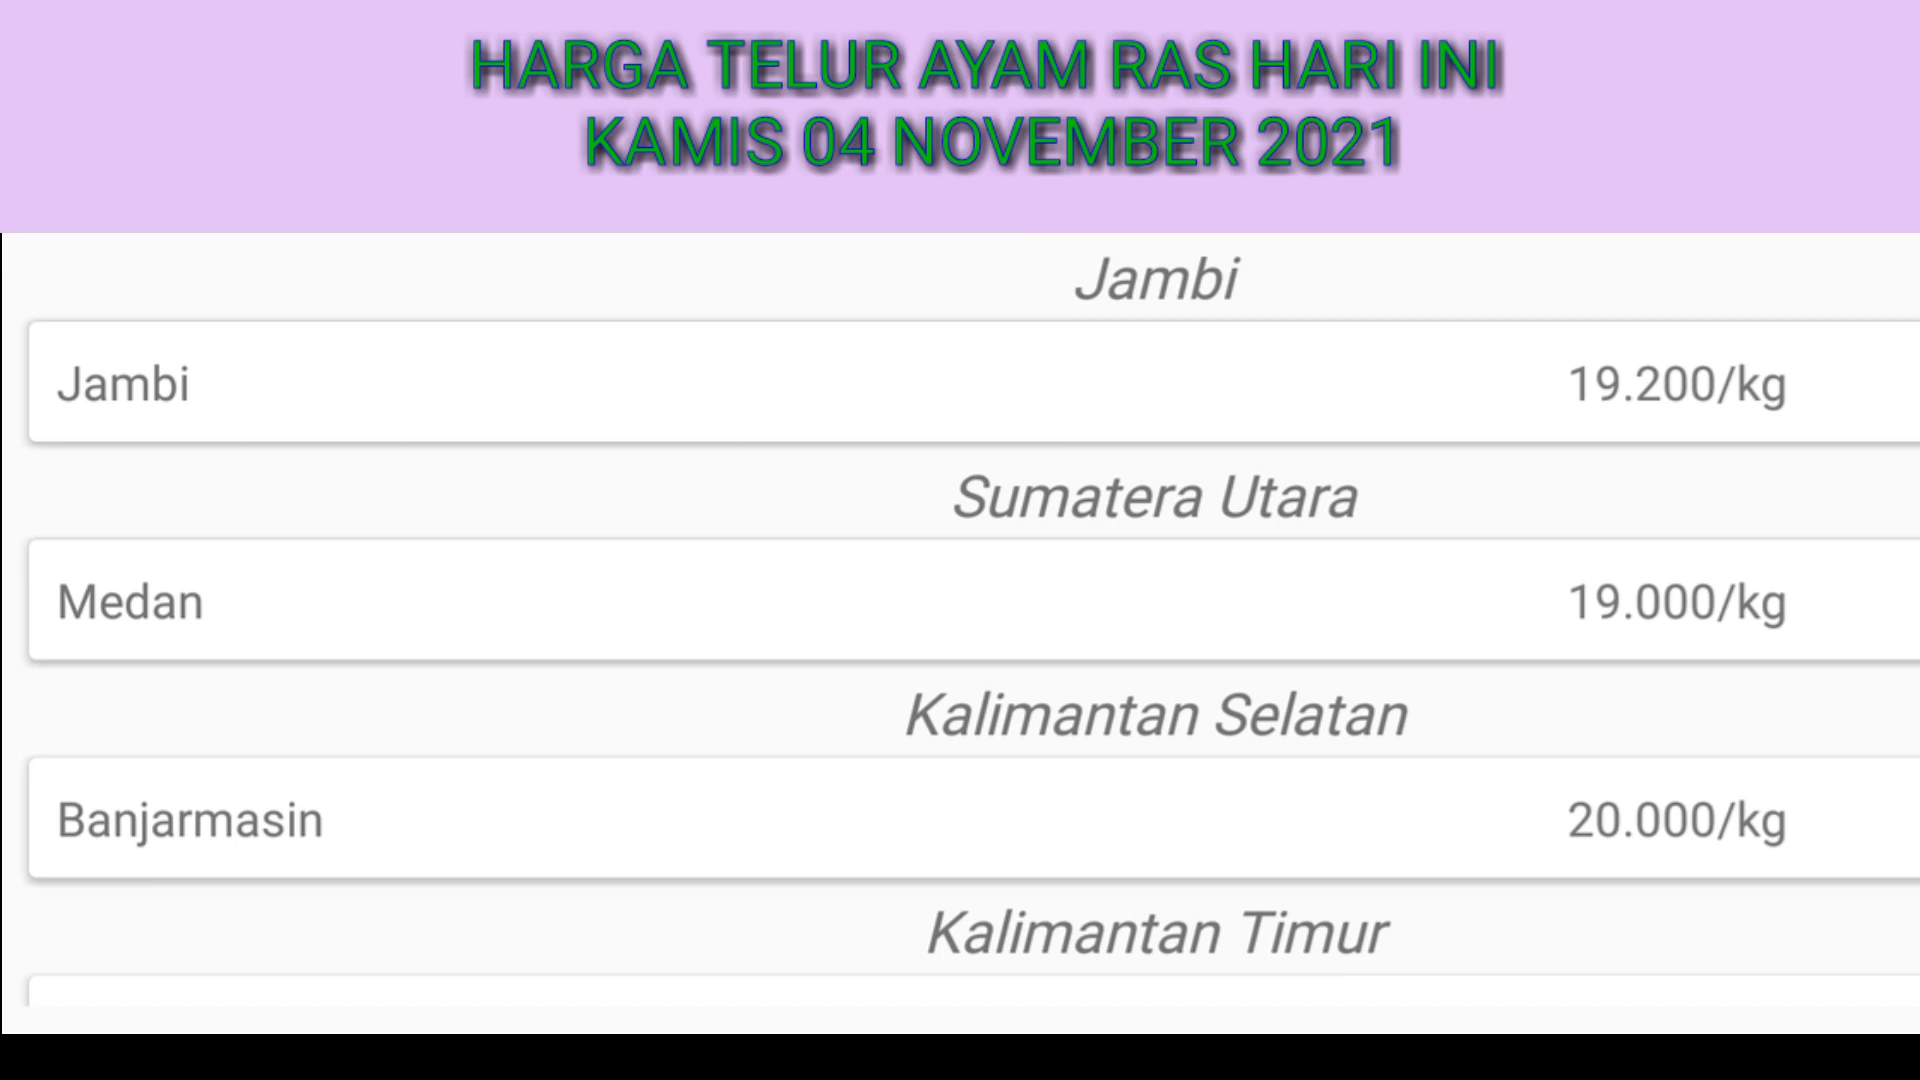 HARGA TELUR AYAM RAS HARI INI
KAMIS 04 NOVEMBER 2021
Jambi
Jambi 19.200/kg
Sumatera Utara
Medan 19.000/kg
Kalimantan Selatan
Banjarmasin 20.000/kg
Kalimantan Timur